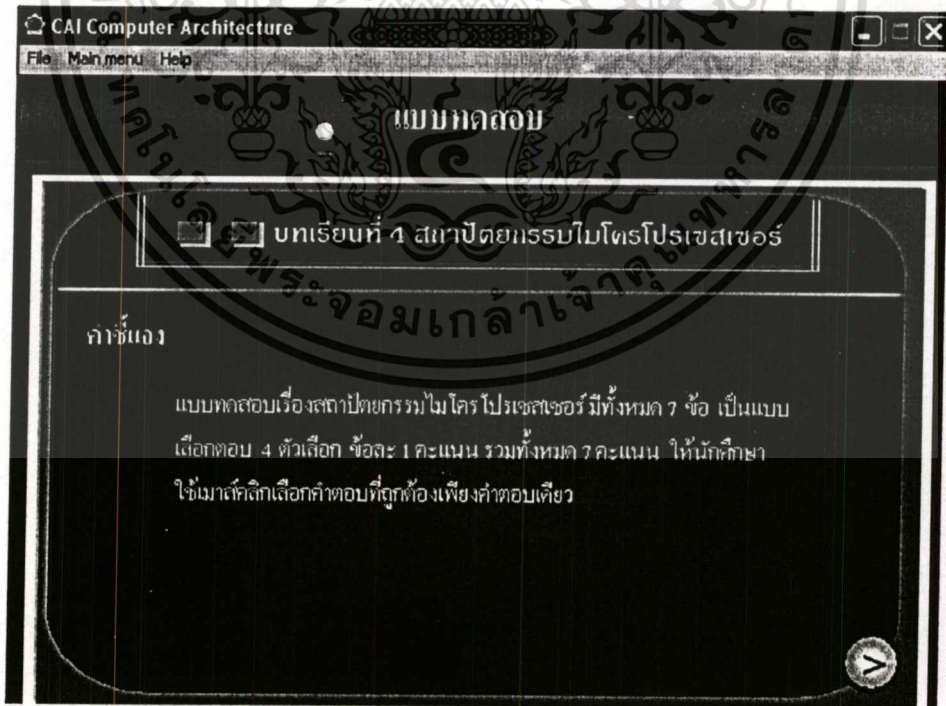 CAI Computer Architecture
File Main menu Help
แบบทดสอบ
บทเรียนที่ 4 สถาปัตยกรรมไมโครโปรเซสเซอร์
คำชี้แจง
แบบทดสอบเรื่องสถาปัตยกรรมไมโครโปรเซสเซอร์ มีทั้งหมด 7 ข้อ เป็นแบบ
เลือกตอบ 4 ตัวเลือก ข้อละ 1 คะแนน รวมทั้งหมด 7 คะแนน ให้นักศึกษา
ใช้เมาส์คลิกเลือกคำตอบที่ถูกต้องเพียงคำตอบเดียว